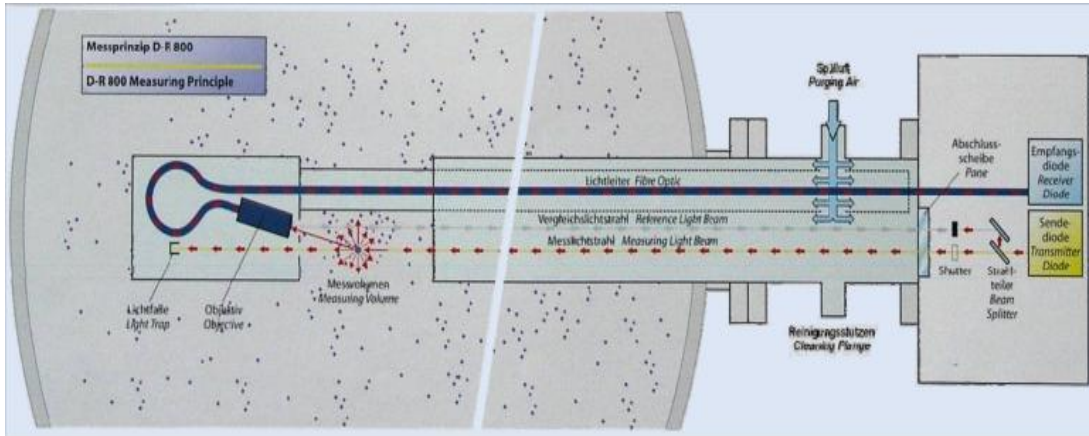 Messprinzip D-R 800
D-R 800 Measuring Principle
Spülluft
Purging Air
Abschluss-
scheibe
Pane
Empfangs-
diode
Receiver
Diode
Lichtleiter Fibre Optic
Vergleichslichtstrahl Reference Light Beam
Messlichtstrahl Measuring Light Beam
Sende-
diode
Transmitter
Diode
Messvolumen
Measuring Volume
Shutter
Strahl-
teiler
Beam
Splitter
Lichtfalle
Light Trap
Objektiv
Objective
Reinigungsstutzen
Cleaning Flange